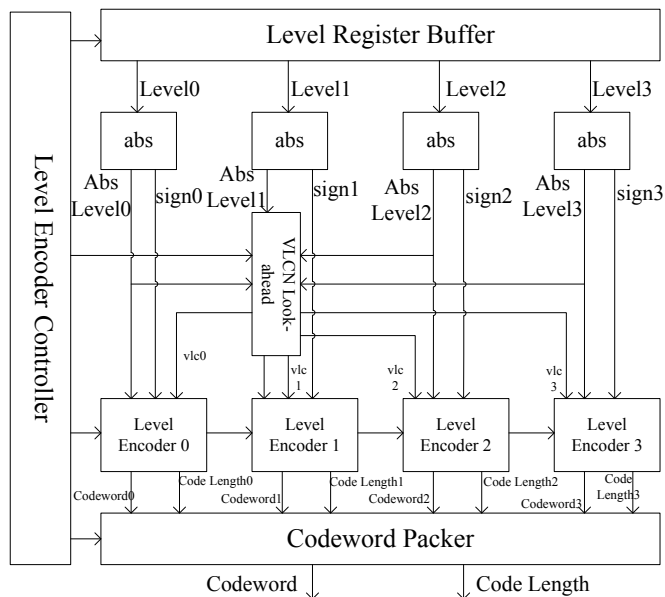 Level Encoder Controller
Level Register Buffer
Level0
Level1
Level2
Level3
abs
abs
abs
abs
Abs
Level0
sign0
Abs
Level1
sign1
Abs
Level2
sign2
Abs
Level3
sign3
VLCN Look-
ahead
vlc0
vlc
1
vlc
2
vlc
3
Level
Encoder 0
Level
Encoder 1
Level
Encoder 2
Level
Encoder 3
Codeword0
Code Length0
Codeword1
Code Length1
Codeword2
Code Length2
Codeword3
Code
Length3
Codeword Packer
Codeword
Code Length